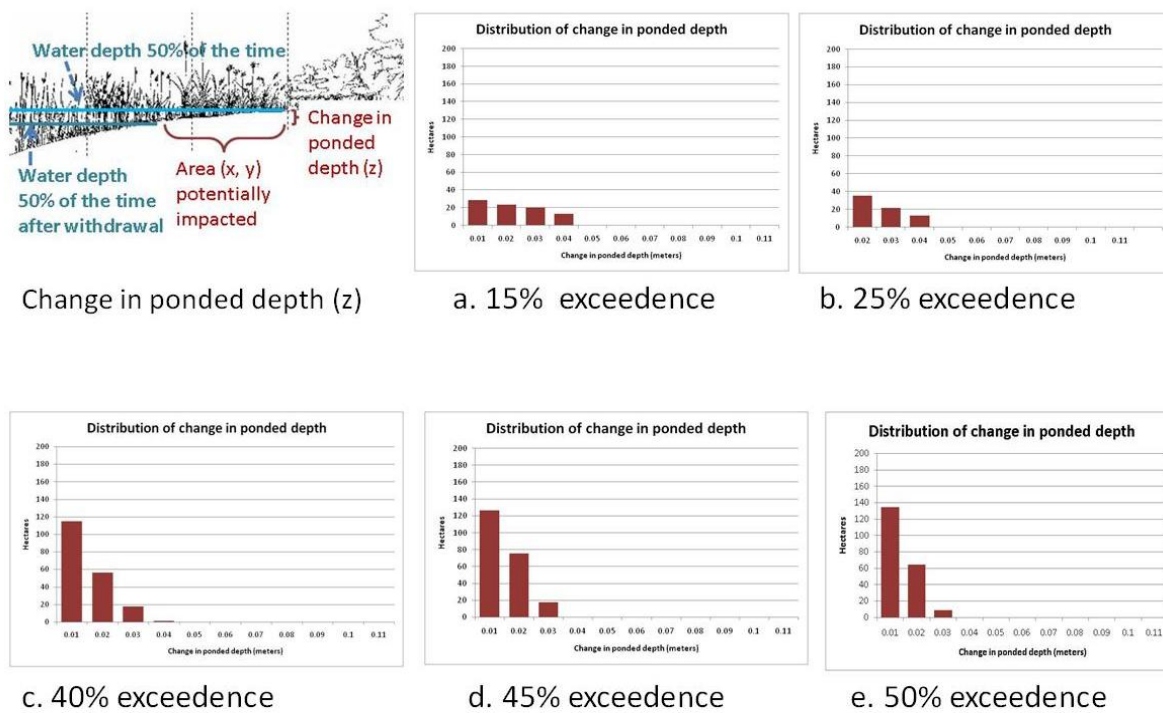 Water depth 50% of the time
Change in
ponded
depth (z)
Water depth
50% of the time
after withdrawal
Area (x, y)
potentially
impacted
Change in ponded depth (z)
Distribution of change in ponded depth
200
180
160
140
120
100
80
60
40
20
0
Hectares
0.01 0.02 0.03 0.04 0.05 0.06 0.07 0.08 0.09 0.1 0.11
Change in ponded depth (meters)
a. 15% exceedence
Distribution of change in ponded depth
200
180
160
140
120
100
80
60
40
20
0
Hectares
0.02 0.03 0.04 0.05 0.06 0.07 0.08 0.09 0.1 0.11
Change in ponded depth (meters)
b. 25% exceedence
Distribution of change in ponded depth
200
180
160
140
120
100
80
60
40
20
0
Hectares
0.01 0.02 0.03 0.04 0.05 0.06 0.07 0.08 0.09 0.1 0.11
Change in ponded depth (meters)
c. 40% exceedence
Distribution of change in ponded depth
200
180
160
140
120
100
80
60
40
20
0
Hectares
0.01 0.02 0.03 0.04 0.05 0.06 0.07 0.08 0.09 0.1 0.11
Change in ponded depth (meters)
d. 45% exceedence
Distribution of change in ponded depth
200
180
160
140
120
100
80
60
40
20
0
Hectares
0.01 0.02 0.03 0.04 0.05 0.06 0.07 0.08 0.09 0.1 0.11
Change in ponded depth (meters)
e. 50% exceedence